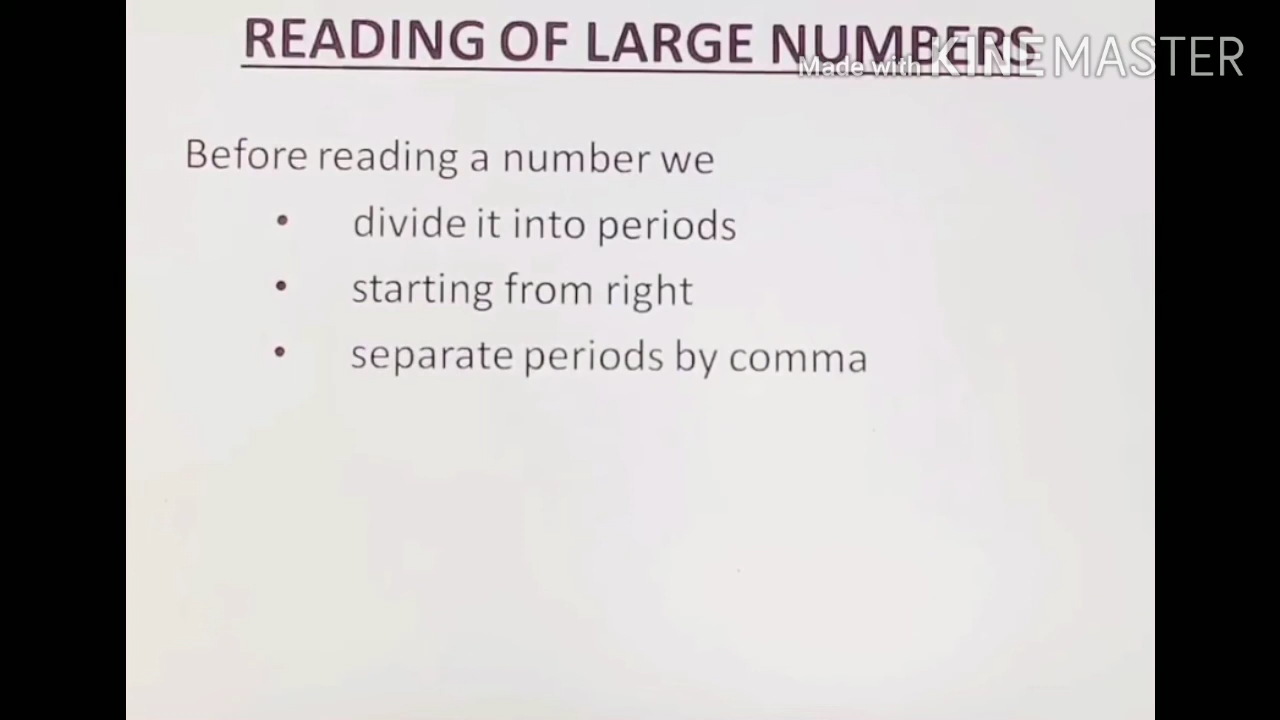 READING OF LARGE NUMBERS
Made with KINEMASTER
Before reading a number we
• divide it into periods
• starting from right
• separate periods by comma